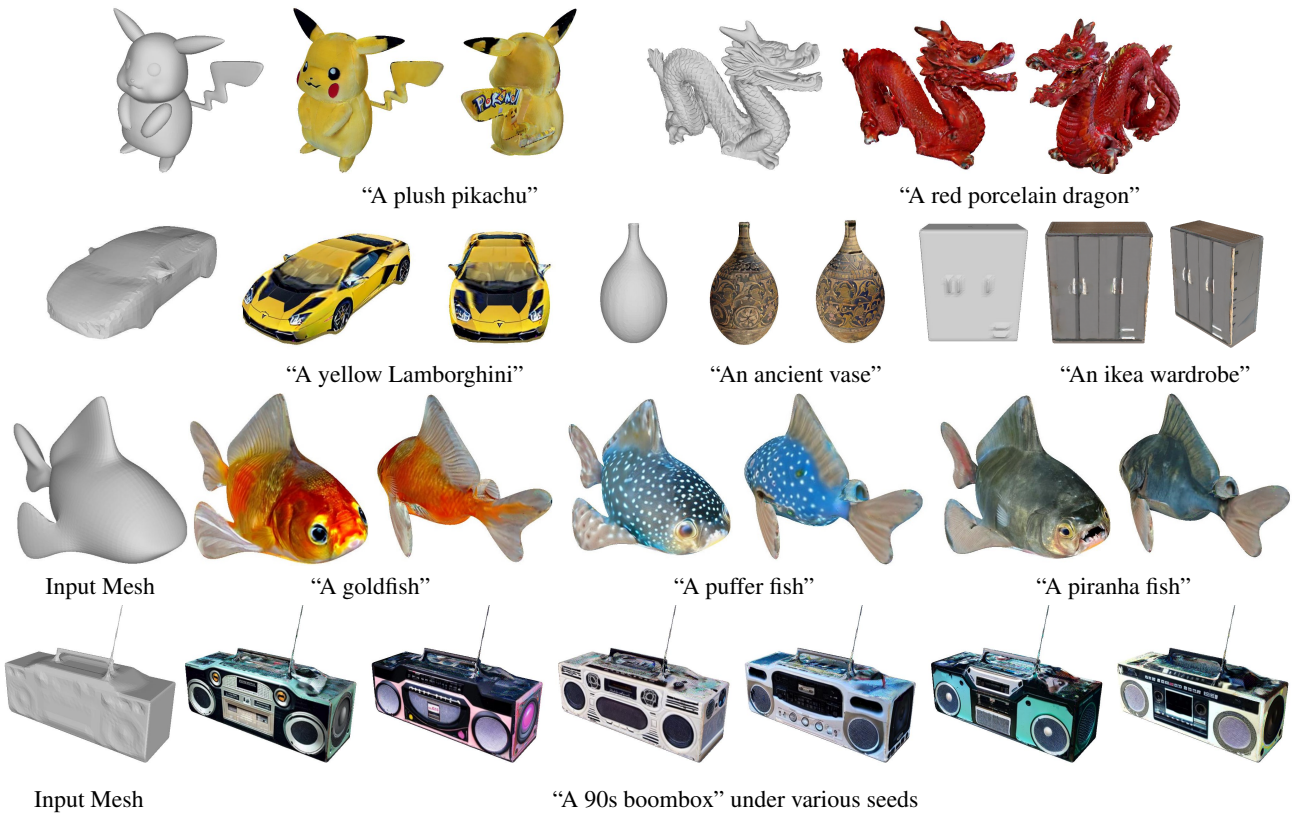 “A plush pikachu”
“A red porcelain dragon”
“A yellow Lamborghini”
“An ancient vase”
“An ikea wardrobe”
Input Mesh
“A goldfish”
“A puffer fish”
“A piranha fish”
Input Mesh
“A 90s boombox” under various seeds